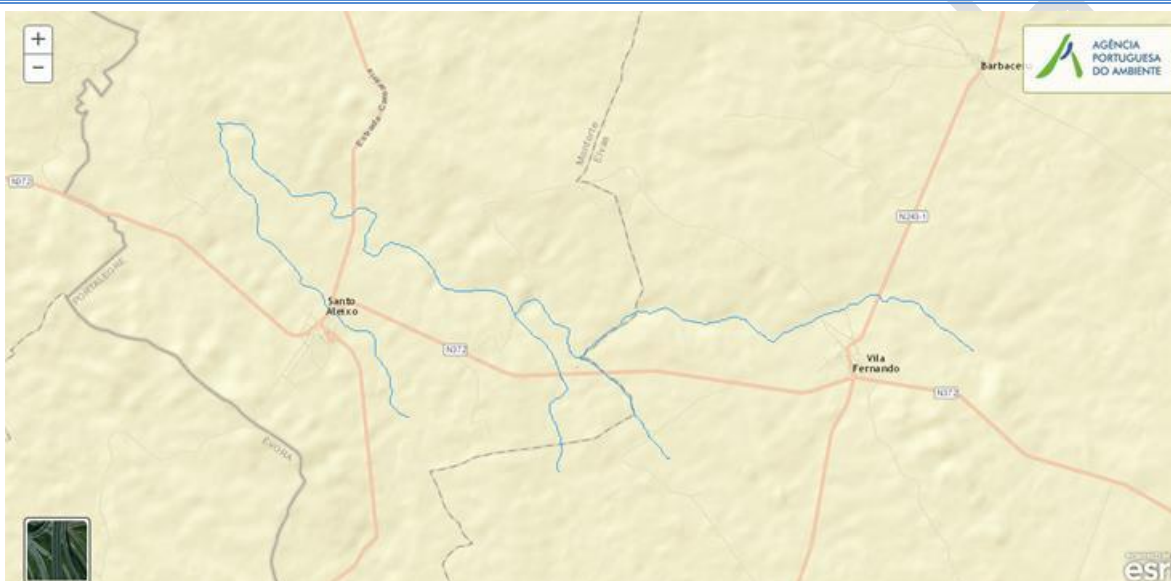 +
−
AGÊNCIA
PORTUGUESA
DO AMBIENTE
Barbace
Estrada
Monforte
Elvas
N372
N243-1
PORTALEGRE
Santo
Aleixo
N372
Vila
Fernando
N372
ÉVORA
esri